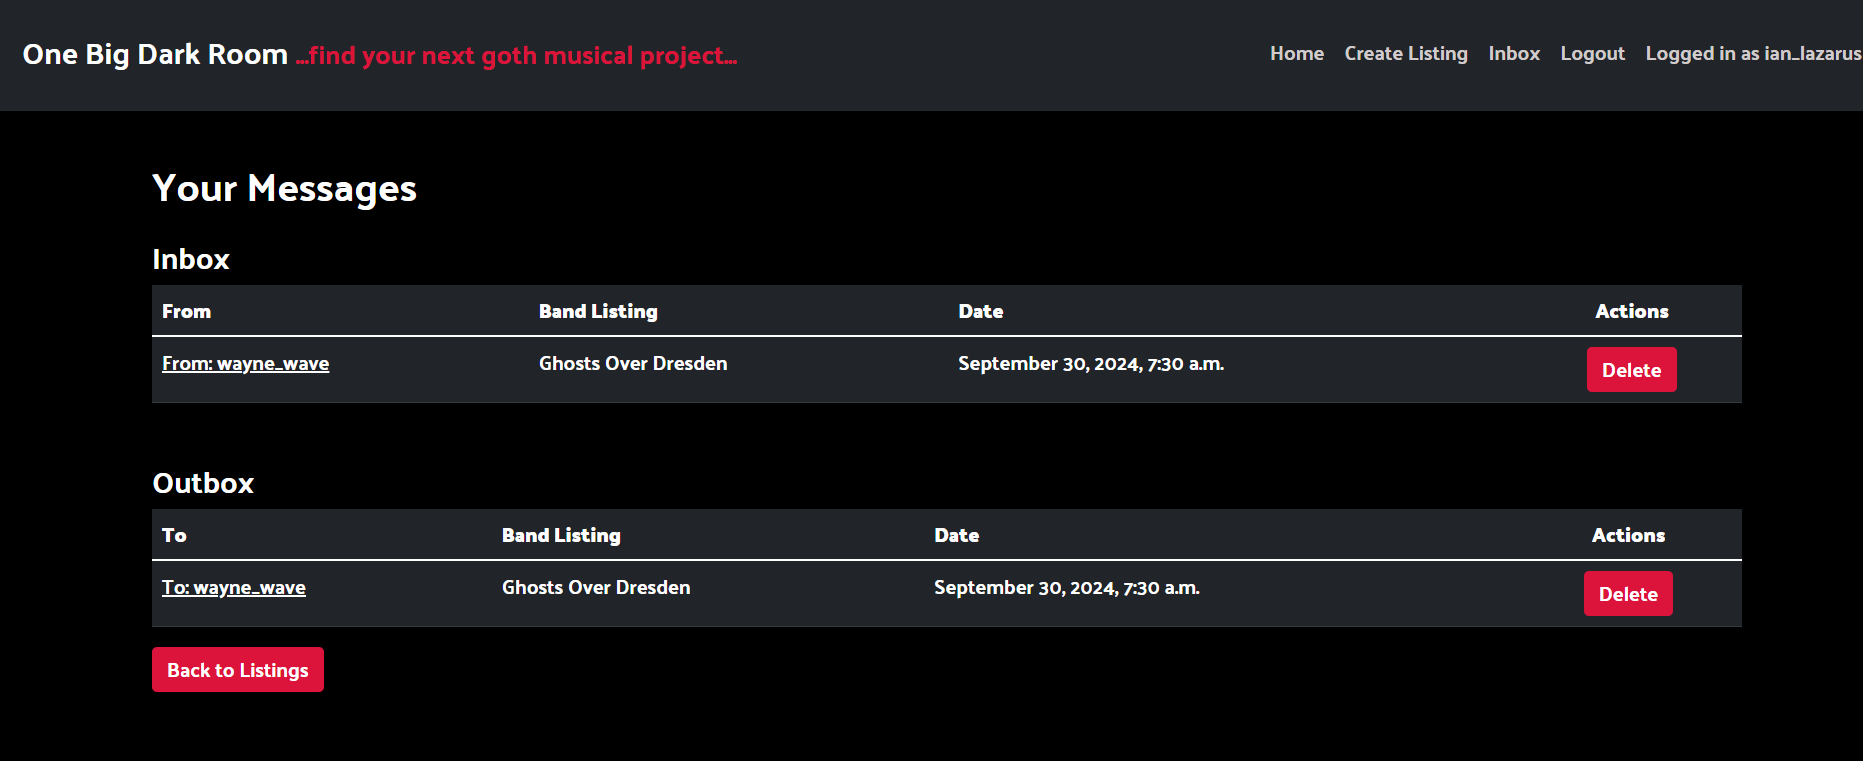 One Big Dark Room ...find your next goth musical project... Home Create Listing Inbox Logout Logged in as ian_lazarus
Your Messages
Inbox
From Band Listing Date Actions
From: wayne_wave Ghosts Over Dresden September 30, 2024, 7:30 a.m. Delete
Outbox
To Band Listing Date Actions
To: wayne_wave Ghosts Over Dresden September 30, 2024, 7:30 a.m. Delete
Back to Listings